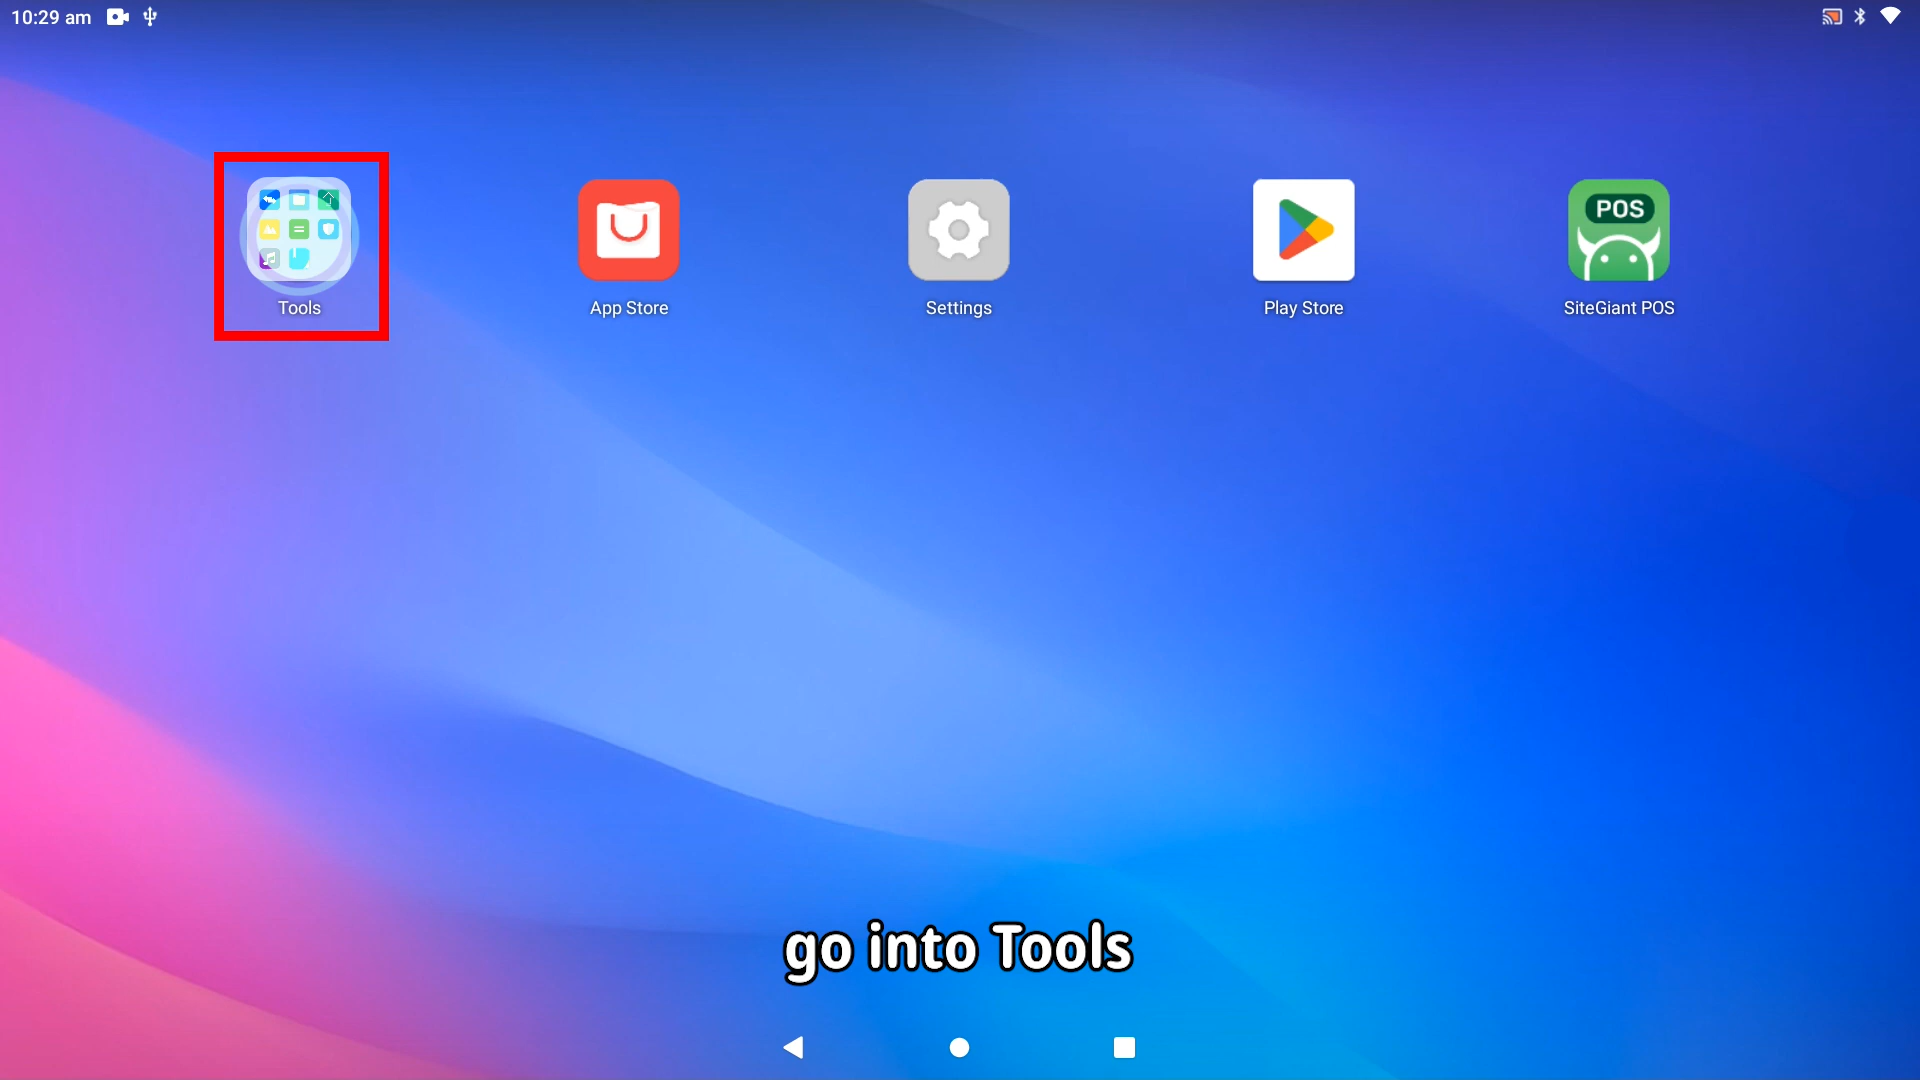 10:29 am
POS
Tools
App Store
Settings
Play Store
SiteGiant POS
go into Tools